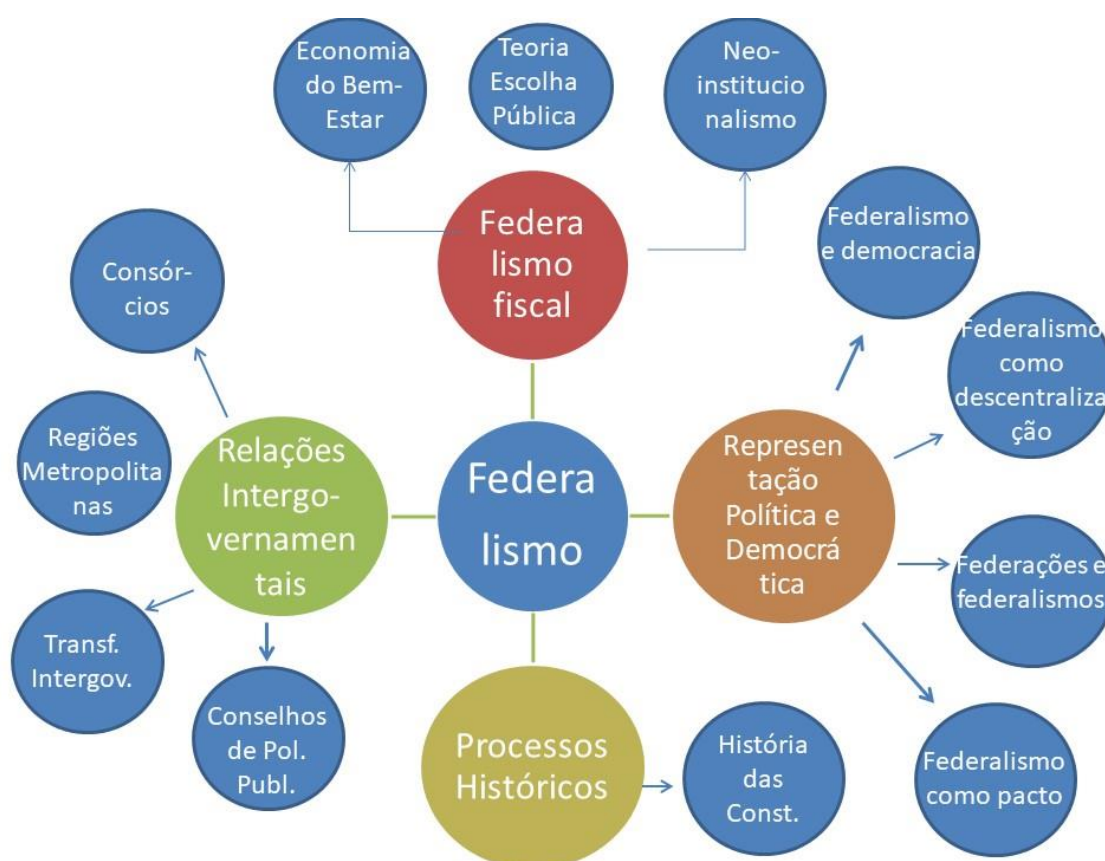 Economia
do Bem-
Estar
Teoria
Escolha
Pública
Neo-
institucio
nalismo
Federa
lismo
fiscal
Federalismo
e democracia
Consór-
cios
Federalismo
como
descentraliza
ção
Regiões
Metropolita
nas
Relações
Intergo-
vernamen
tais
Federa
lismo
Represen
tação
Política e
Democrá
tica
Federações e
federalismos
Transf.
Intergov.
Conselhos
de Pol.
Publ.
Processos
Históricos
História
das
Const.
Federalismo
como pacto